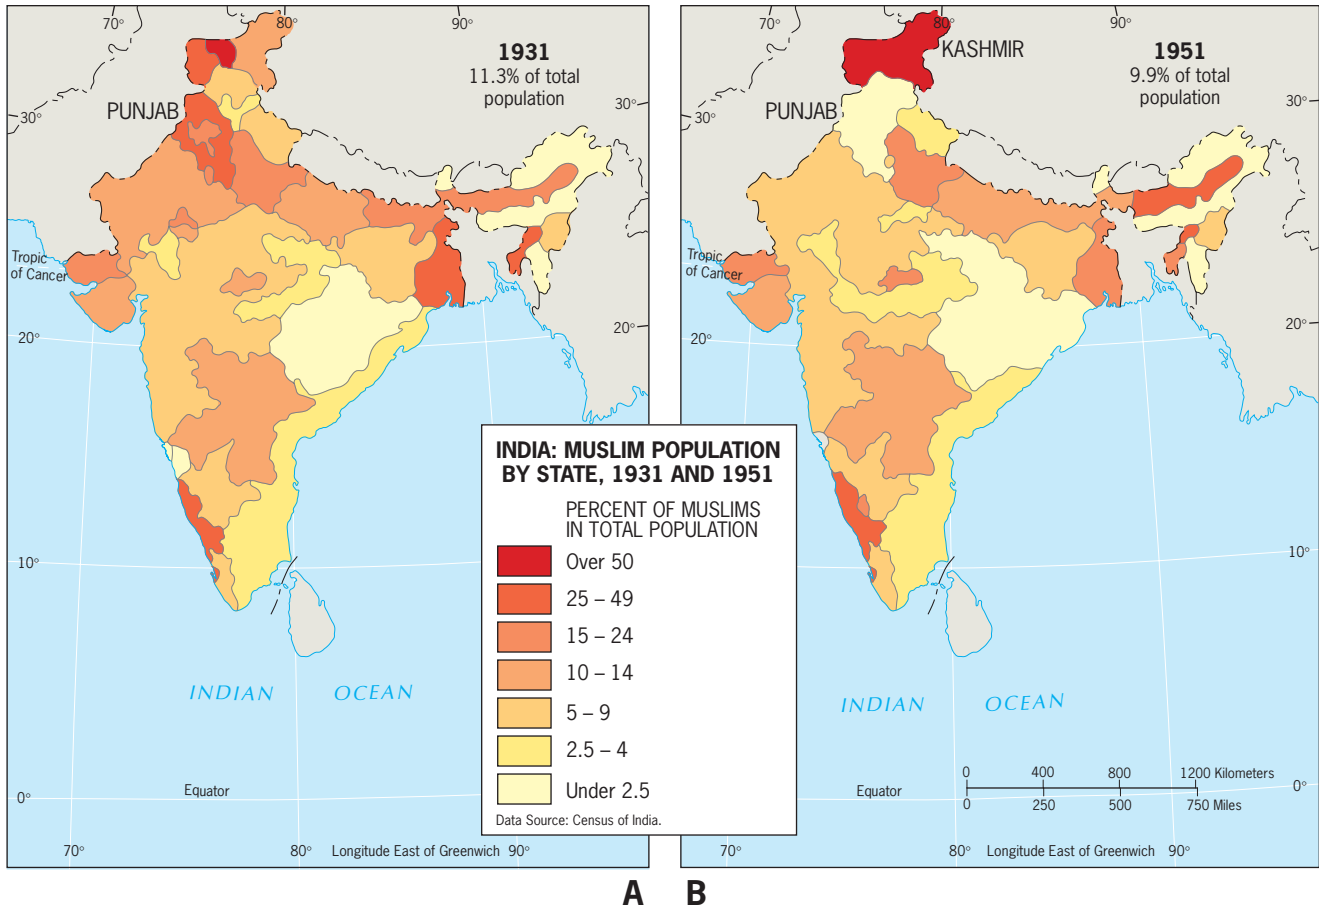 70°
80°
90°
1931
11.3% of total
population
PUNJAB
30°
30°
Tropic
of Cancer
20°
20°
10°
INDIAN OCEAN
Equator
0°
70°
80°
Longitude East of Greenwich
90°
A
INDIA: MUSLIM POPULATION
BY STATE, 1931 AND 1951
PERCENT OF MUSLIMS
IN TOTAL POPULATION
Over 50
25 – 49
15 – 24
10 – 14
5 – 9
2.5 – 4
Under 2.5
Data Source: Census of India.
70°
80°
90°
KASHMIR
1951
9.9% of total
population
PUNJAB
30°
30°
Tropic
of Cancer
20°
20°
10°
INDIAN OCEAN
0 400 800 1200 Kilometers
0 250 500 750 Miles
Equator
0°
70°
80°
Longitude East of Greenwich
90°
B